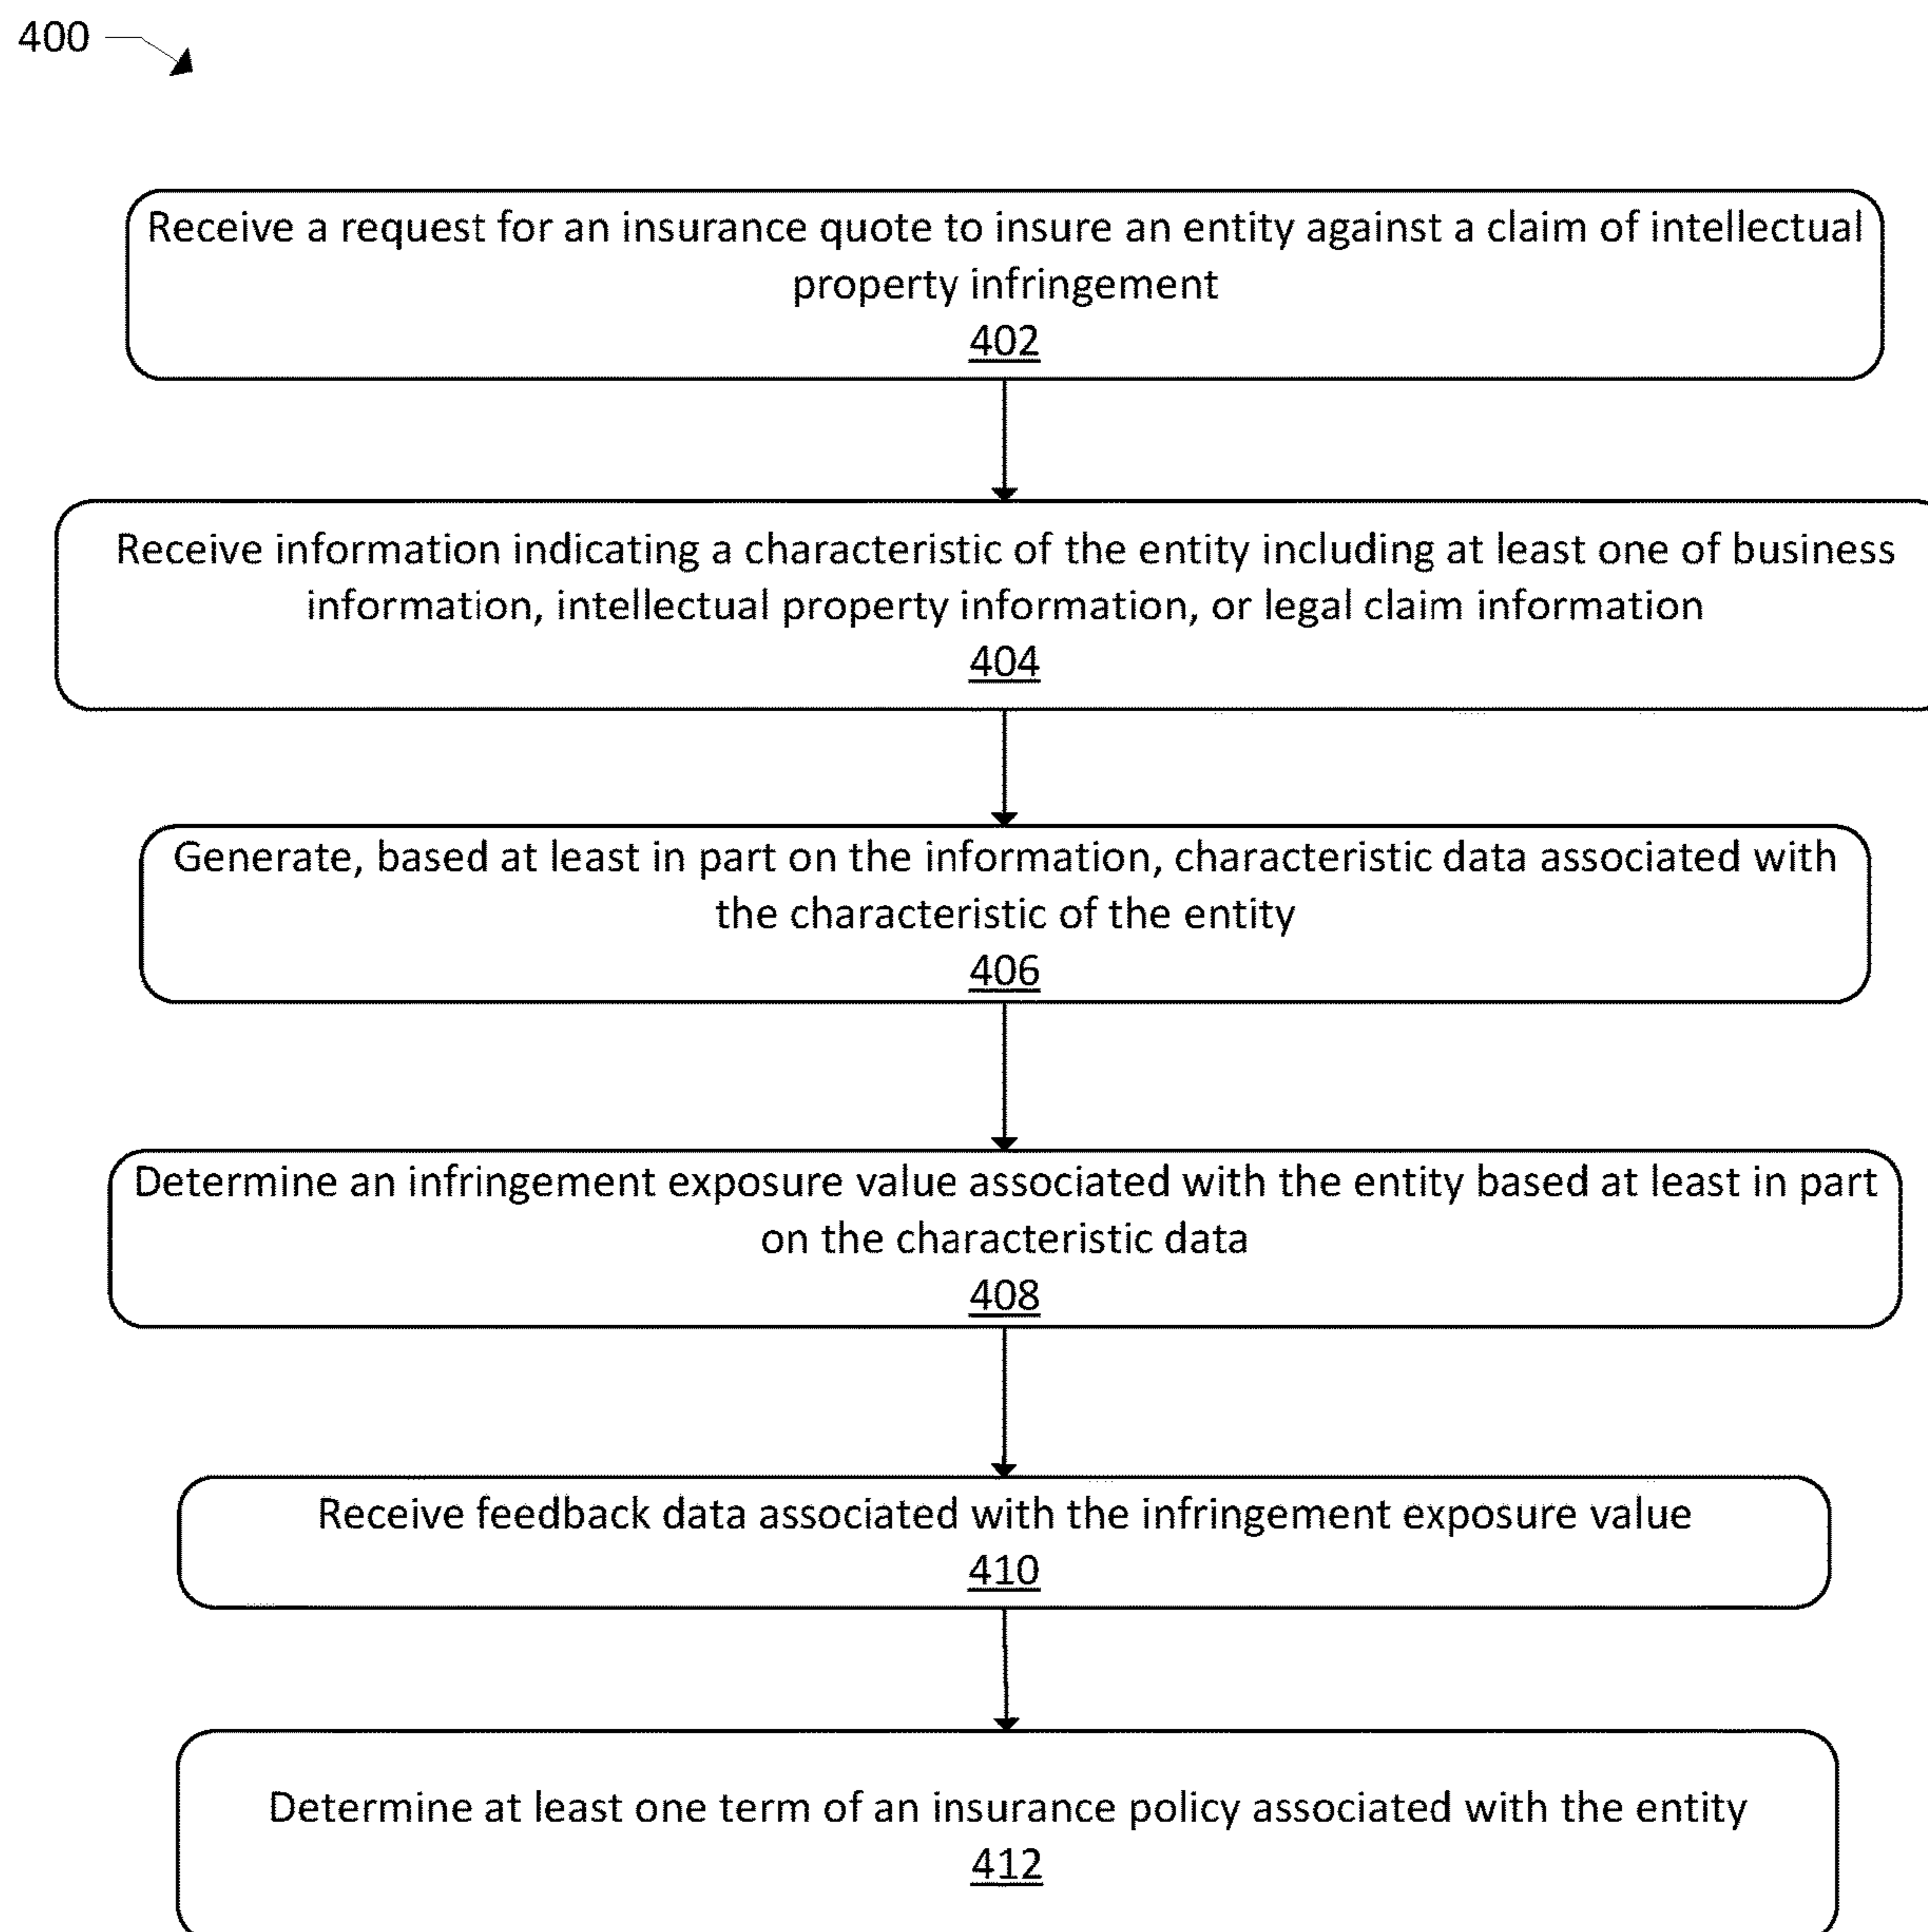 400
Receive a request for an insurance quote to insure an entity against a claim of intellectual
property infringement
402
Receive information indicating a characteristic of the entity including at least one of business
information, intellectual property information, or legal claim information
404
Generate, based at least in part on the information, characteristic data associated with
the characteristic of the entity
406
Determine an infringement exposure value associated with the entity based at least in part
on the characteristic data
408
Receive feedback data associated with the infringement exposure value
410
Determine at least one term of an insurance policy associated with the entity
412